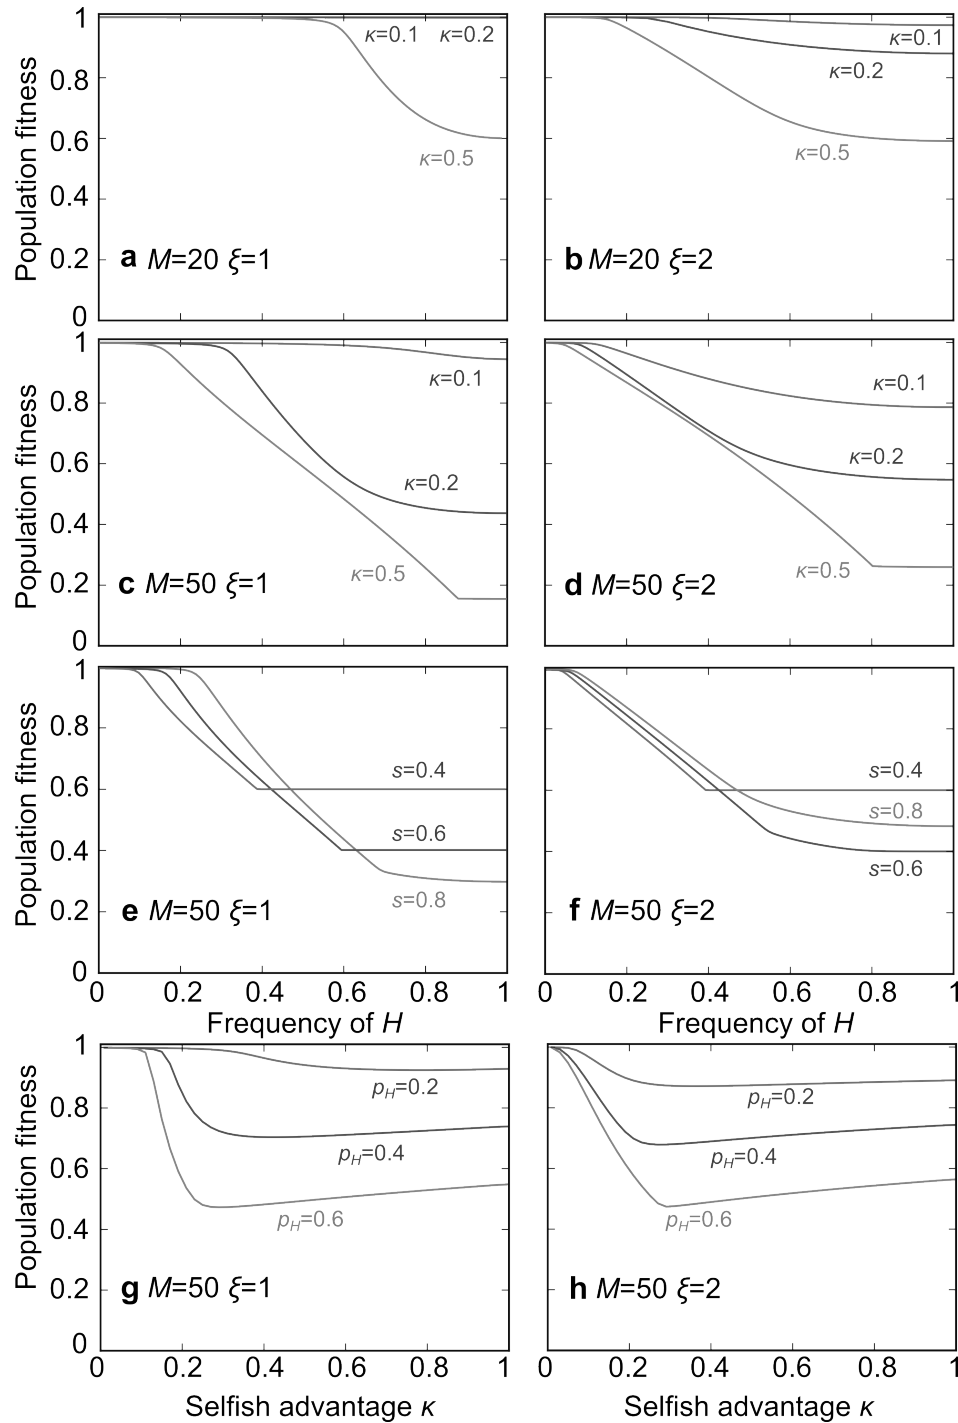 Population fitness
1
0.8
0.6
0.4
0.2
0
κ=0.1 κ=0.2
κ=0.5
a M=20 ξ=1
κ=0.1
κ=0.2
κ=0.5
b M=20 ξ=2
Population fitness
1
0.8
0.6
0.4
0.2
0
κ=0.1
κ=0.2
κ=0.5
c M=50 ξ=1
κ=0.1
κ=0.2
κ=0.5
d M=50 ξ=2
Population fitness
1
0.8
0.6
0.4
0.2
0
s=0.4
s=0.6
s=0.8
e M=50 ξ=1
s=0.4
s=0.8
s=0.6
f M=50 ξ=2
0 0.2 0.4 0.6 0.8 1
Frequency of H
0 0.2 0.4 0.6 0.8 1
Frequency of H
Population fitness
1
0.8
0.6
0.4
0.2
0
pH=0.2
pH=0.4
pH=0.6
g M=50 ξ=1
pH=0.2
pH=0.4
pH=0.6
h M=50 ξ=2
0 0.2 0.4 0.6 0.8 1
Selfish advantage κ
0 0.2 0.4 0.6 0.8 1
Selfish advantage κ